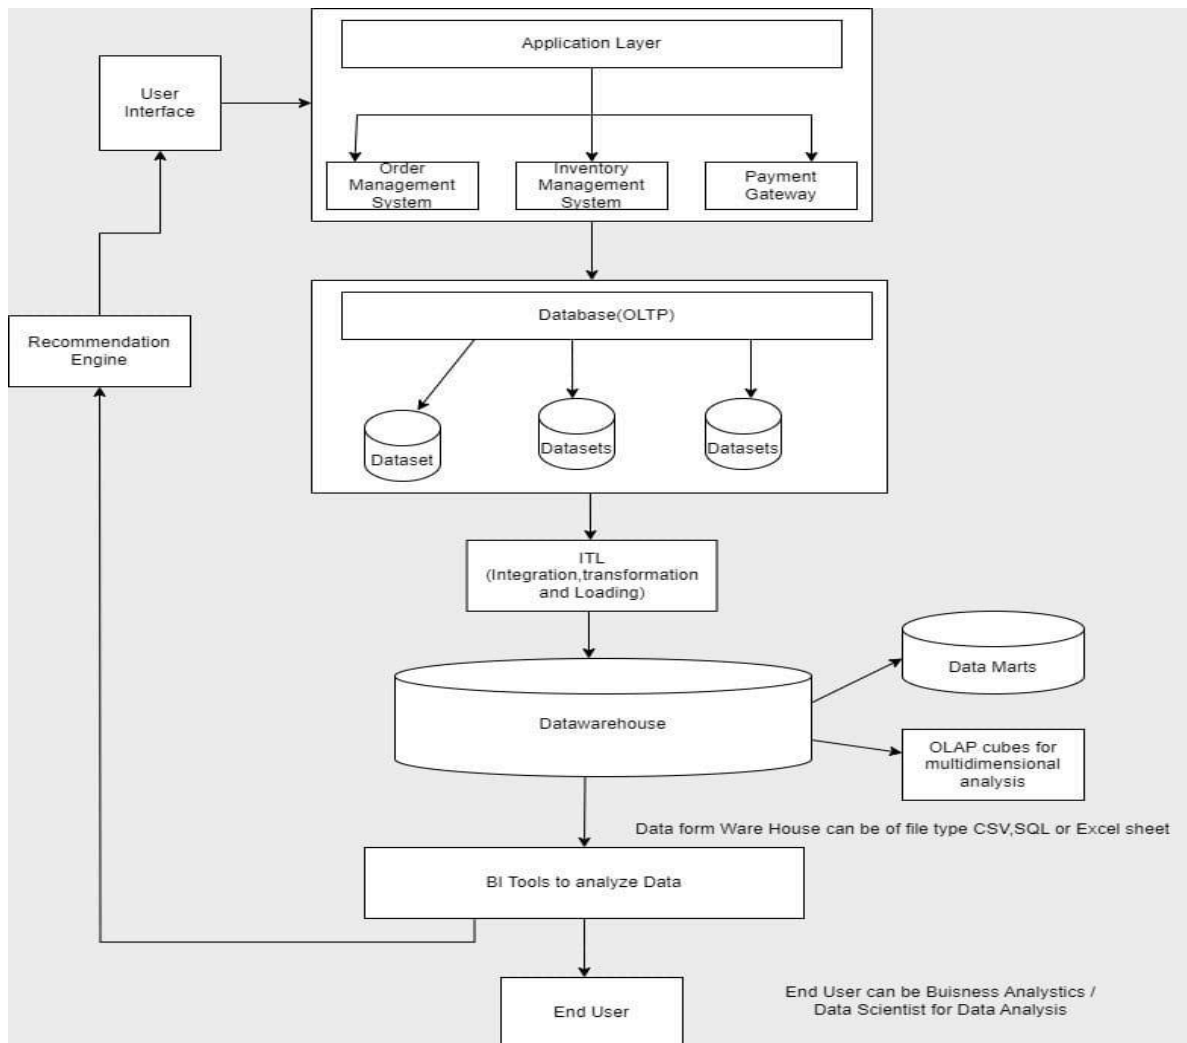 Application Layer
User
Interface
Order
Management
System
Inventory
Management
System
Payment
Gateway
Database(OLTP)
Recommendation
Engine
Dataset
Datasets
Datasets
ITL
(Integration,transformation
and Loading)
Data Marts
Datawarehouse
OLAP cubes for
multidimensional
analysis
Data form Ware House can be of file type CSV,SQL or Excel sheet
BI Tools to analyze Data
End User can be Buisness Analystics /
Data Scientist for Data Analysis
End User